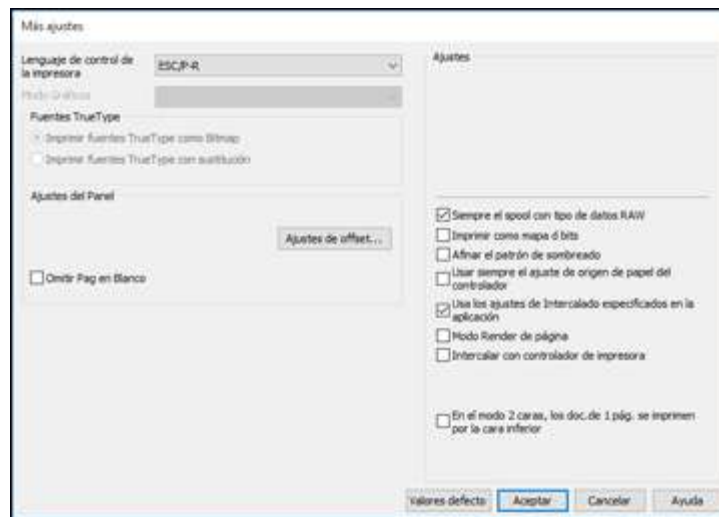 Más ajustes
Lenguaje de control de
la impresora
ESC/P-R
Modo Gráficos
Fuentes TrueType
Imprimir fuentes TrueType como Bitmap
Imprimir fuentes TrueType con sustitución
Ajustes del Panel
Ajustes de offset...
Omitir Pag en Blanco
Ajustes
Siempre el spool con tipo de datos RAW
Imprimir como mapa d bits
Afinar el patrón de sombreado
Usar siempre el ajuste de origen de papel del
controlador
Usa los ajustes de Intercalado especificados en la
aplicación
Modo Render de página
Intercalar con controlador de impresora
En el modo 2 caras, los doc.de 1 pág. se imprimen
por la cara inferior
Valores defecto
Aceptar
Cancelar
Ayuda